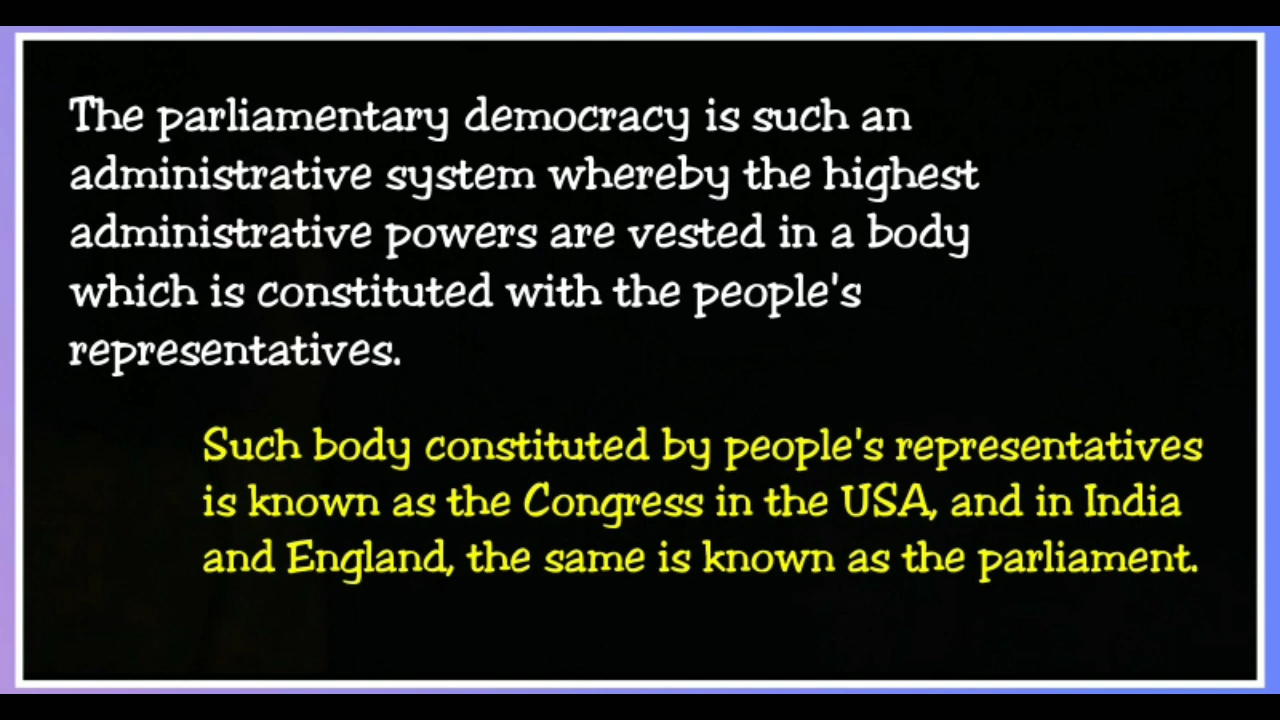 The parliamentary democracy is such an
administrative system whereby the highest
administrative powers are vested in a body
which is constituted with the people's
representatives.
Such body constituted by people's representatives
is known as the Congress in the USA, and in India
and England, the same is known as the parliament.